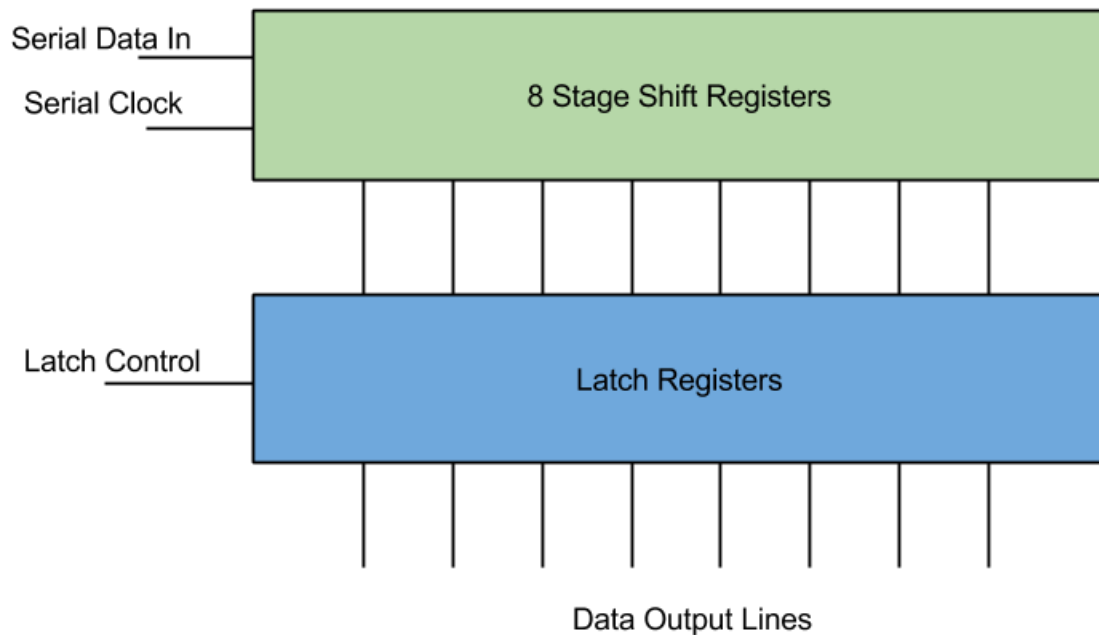 Serial Data In
Serial Clock
8 Stage Shift Registers
Latch Control
Latch Registers
Data Output Lines